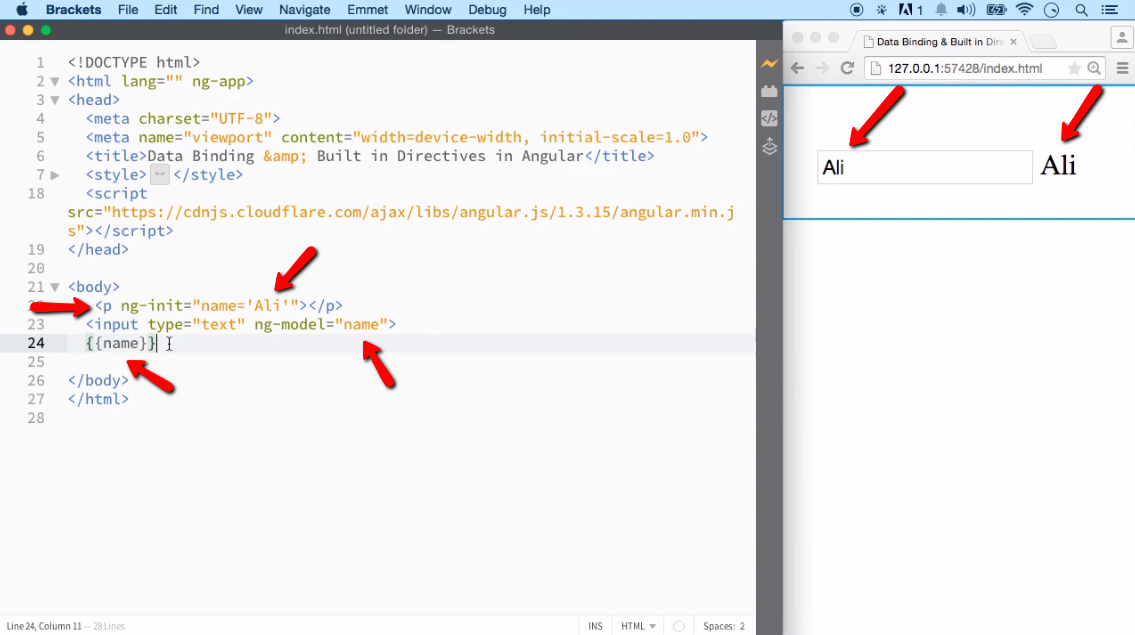 Brackets File Edit Find View Navigate Emmet Window Debug Help 1
index.html (untitled folder) — Brackets
1 <!DOCTYPE html>
2 <html lang="" ng-app>
3 <head>
4 <meta charset="UTF-8">
5 <meta name="viewport" content="width=device-width, initial-scale=1.0">
6 <title>Data Binding &amp; Built in Directives in Angular</title>
7 <style></style>
18 <script
src="https://cdnjs.cloudflare.com/ajax/libs/angular.js/1.3.15/angular.min.j
s"></script>
19 </head>
20
21 <body>
<p ng-init="name='Ali'"></p>
23 <input type="text" ng-model="name">
24 {{name}}
25
26 </body>
27 </html>
28
Line 24, Column 11 — 28 Lines
INS HTML Spaces: 2
Data Binding & Built in Dire
127.0.0.1:57428/index.html
Ali Ali